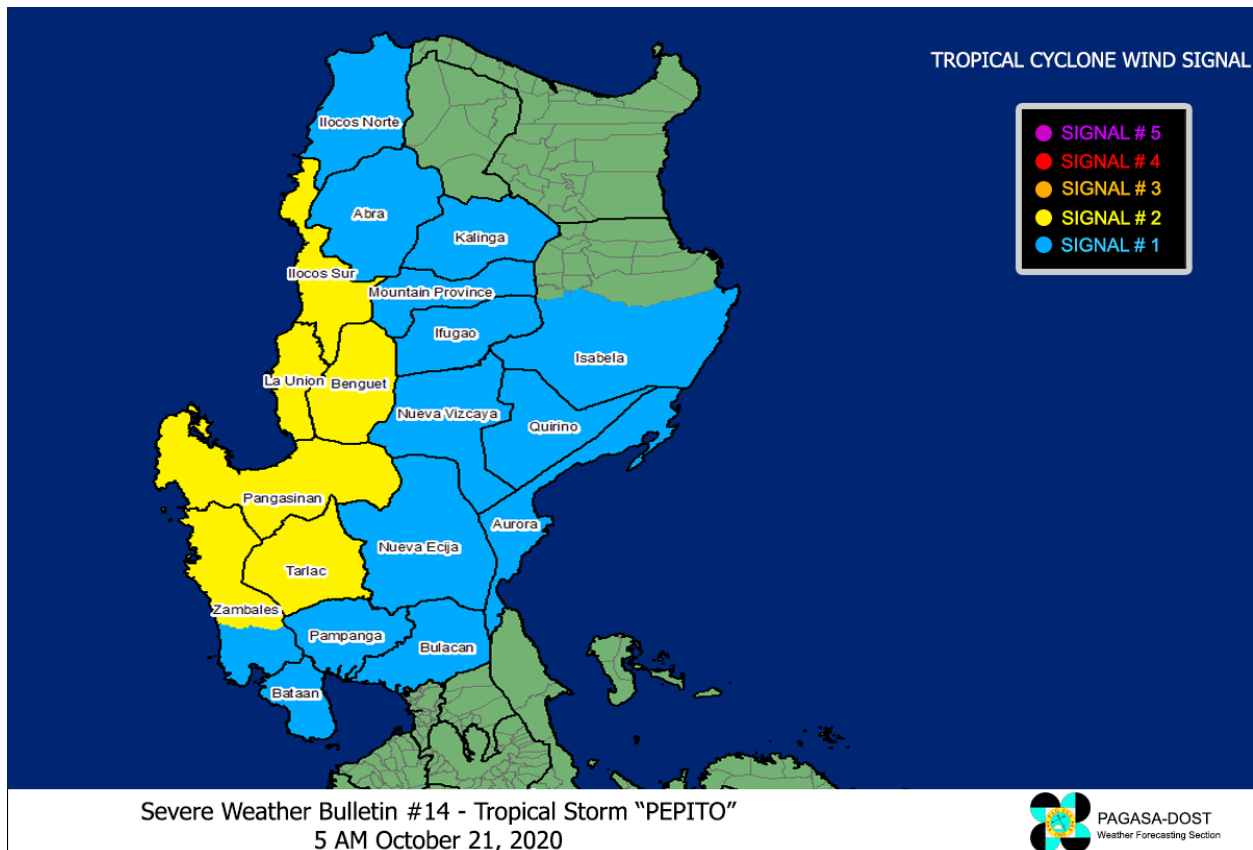 TROPICAL CYCLONE WIND SIGNAL
SIGNAL # 5
SIGNAL # 4
SIGNAL # 3
SIGNAL # 2
SIGNAL # 1
Ilocos Norte
Abra
Kalinga
Ilocos Sur
Mountain Province
Ifugao
Isabela
La Union
Benguet
Nueva Vizcaya
Quirino
Pangasinan
Aurora
Nueva Ecija
Tarlac
Zambales
Pampanga
Bulacan
Bataan
Severe Weather Bulletin #14 - Tropical Storm “PEPITO”
5 AM October 21, 2020
PAGASA-DOST
Weather Forecasting Section